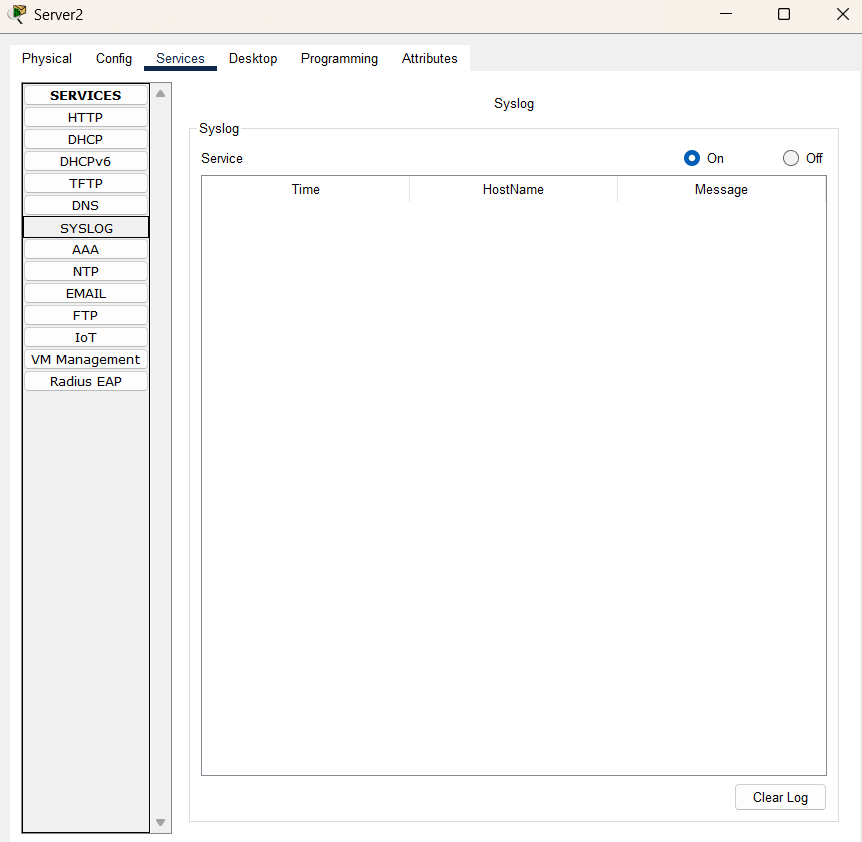 Server2
Physical Config Services Desktop Programming Attributes
SERVICES
HTTP
DHCP
DHCPv6
TFTP
DNS
SYSLOG
AAA
NTP
EMAIL
FTP
IoT
VM Management
Radius EAP
Syslog
Syslog
Service On Off
Time HostName Message
Clear Log